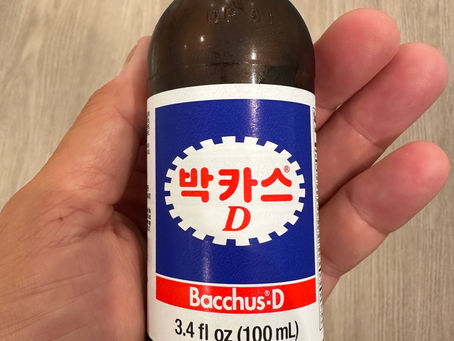 박카스®
D
Bacchus®-D
3.4 fl oz (100 mL)